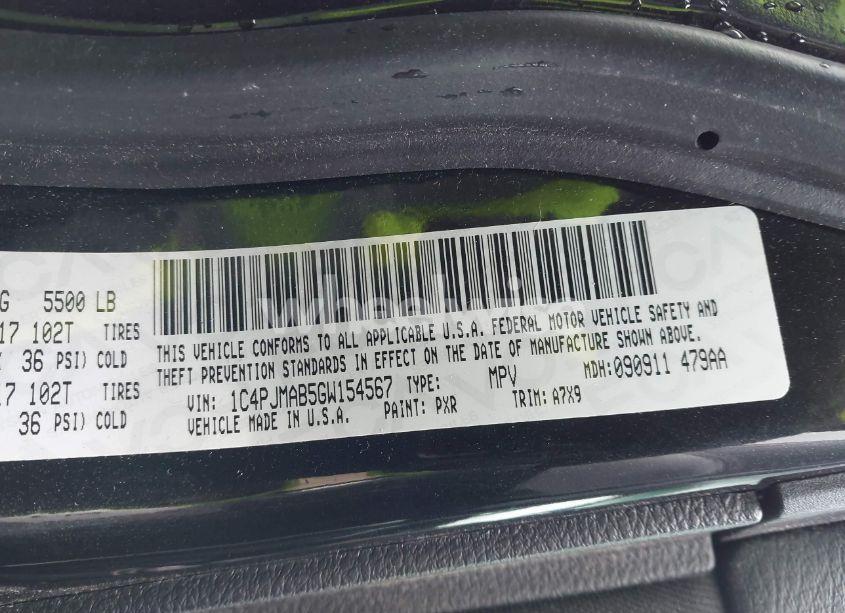 G 5500 LB
17 102T TIRES
36 PSI) COLD
17 102T TIRES
36 PSI) COLD
THIS VEHICLE CONFORMS TO ALL APPLICABLE U.S.A. FEDERAL MOTOR VEHICLE SAFETY AND
THEFT PREVENTION STANDARDS IN EFFECT ON THE DATE OF MANUFACTURE SHOWN ABOVE.
VIN: 1C4PJMAB5GW154567 TYPE: MPV MDH:090911 479AA
VEHICLE MADE IN U.S.A. PAINT: PXR TRIM: A7X9